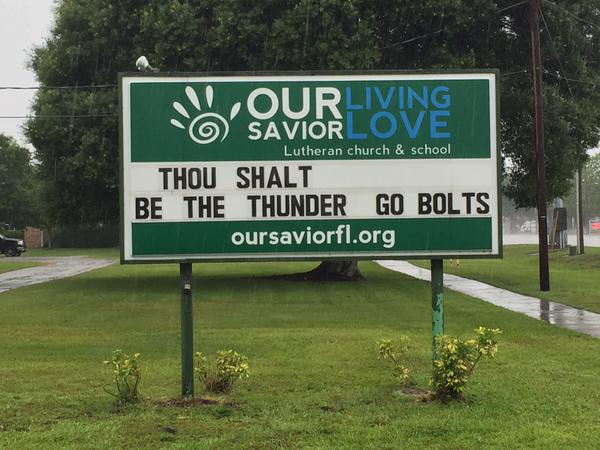 OUR LIVING
SAVIOR LOVE
Lutheran church & school
THOU SHALT
BE THE THUNDER GO BOLTS
oursaviorfl.org